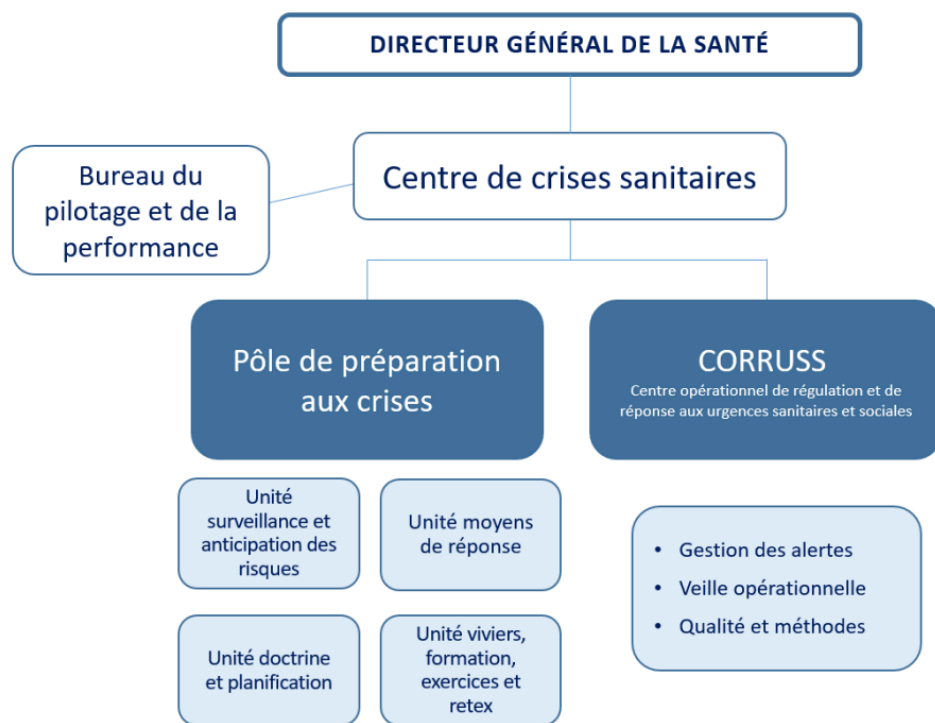 DIRECTEUR GÉNÉRAL DE LA SANTÉ
Bureau du
pilotage et de la
performance
Centre de crises sanitaires
Pôle de préparation
aux crises
CORRUSS
Centre opérationnel de régulation et de
réponse aux urgences sanitaires et sociales
Unité
surveillance et
anticipation des
risques
Unité moyens
de réponse
Unité doctrine
et planification
Unité viviers,
formation,
exercices et
retex
• Gestion des alertes
• Veille opérationnelle
• Qualité et méthodes